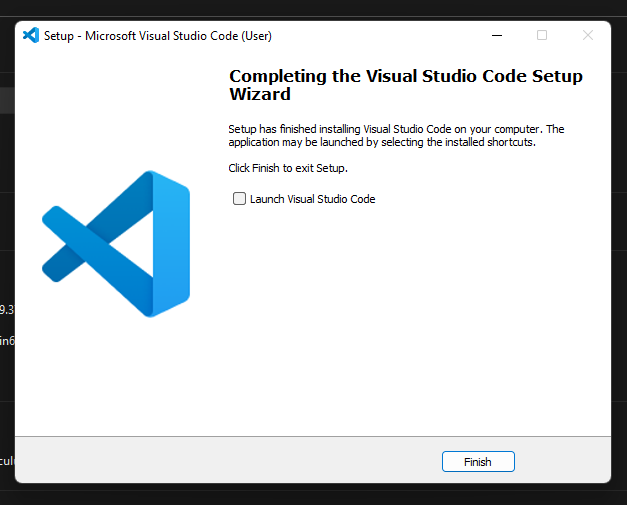 Setup - Microsoft Visual Studio Code (User)
Completing the Visual Studio Code Setup
Wizard
Setup has finished installing Visual Studio Code on your computer. The
application may be launched by selecting the installed shortcuts.
Click Finish to exit Setup.
Launch Visual Studio Code
9.3
in6
cul
Finish